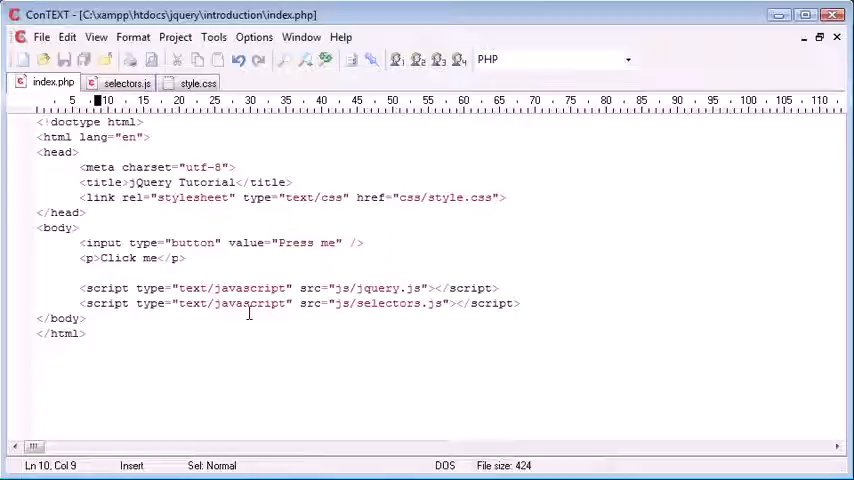 ConTEXT - [C:\xampp\htdocs\jquery\introduction\index.php]
File Edit View Format Project Tools Options Window Help
1 2 3 4 PHP
index.php selectors.js style.css
5 10 15 20 25 30 35 40 45 50 55 60 65 70 75 80 85 90 95 100 105 110
<!doctype html>
<html lang="en">
<head>
<meta charset="utf-8">
<title>jQuery Tutorial</title>
<link rel="stylesheet" type="text/css" href="css/style.css">
</head>
<body>
<input type="button" value="Press me" />
<p>Click me</p>
<script type="text/javascript" src="js/jquery.js"></script>
<script type="text/javascript" src="js/selectors.js"></script>
</body>
</html>
Ln 10, Col 9 Insert Sel: Normal DOS File size: 424